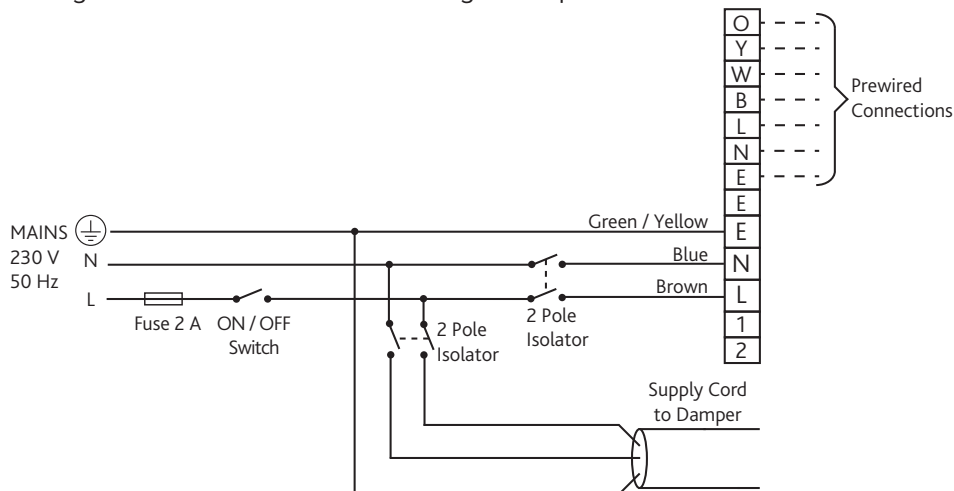 O
Y
W
B
L
N
E
E
E
N
L
1
2
Prewired
Connections
MAINS
230 V
50 Hz
N
L
Green / Yellow
Blue
Brown
Fuse 2 A
ON / OFF
Switch
2 Pole
Isolator
2 Pole
Isolator
Supply Cord
to Damper